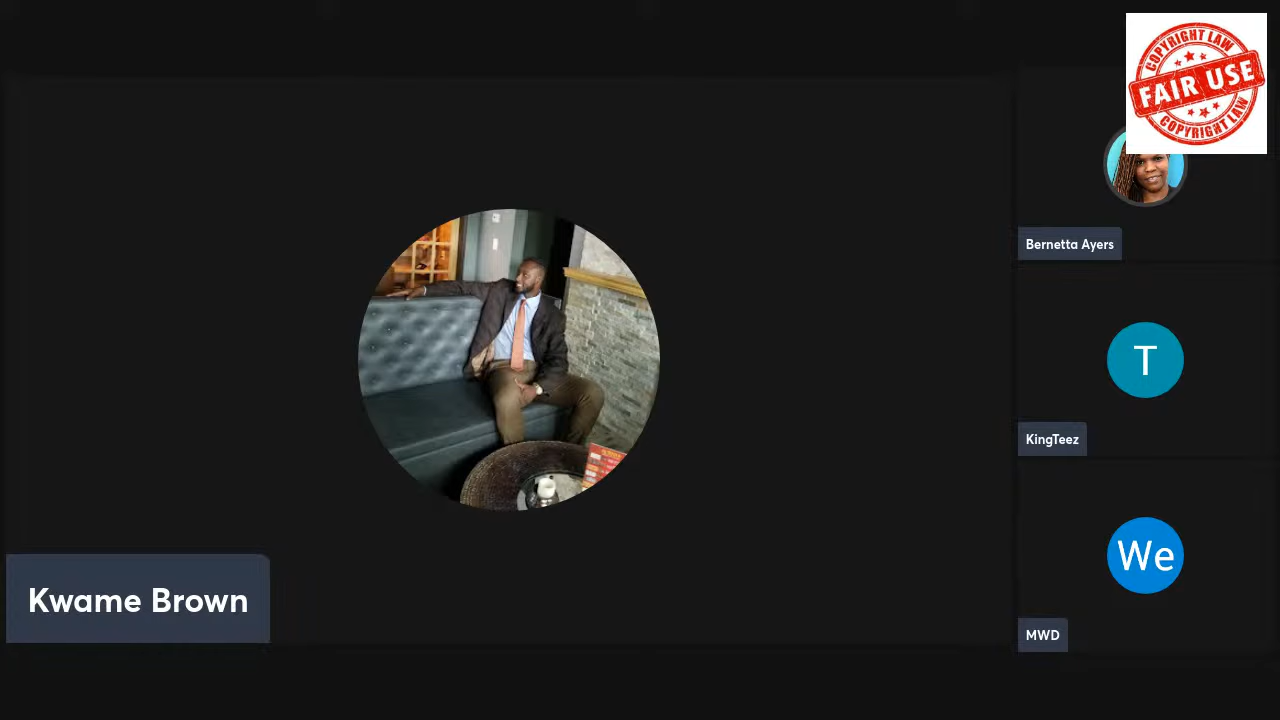 COPYRIGHT LAW
FAIR USE
COPYRIGHT LAW
Bernetta Ayers
T
KingTeez
Kwame Brown
We
MWD